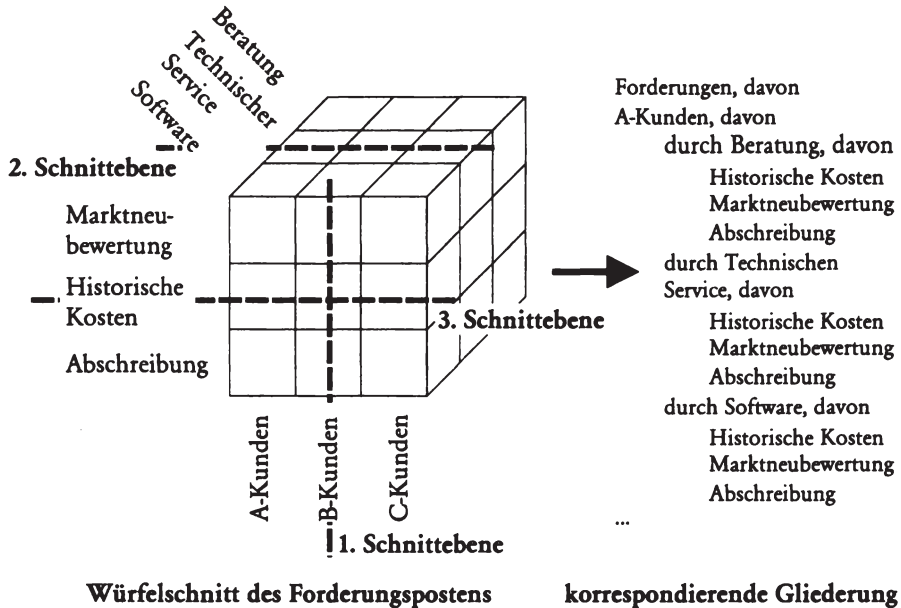 Beratung
Technischer
Service
Software
2. Schnittebene
Marktneu-
bewertung
Historische
Kosten
Abschreibung
3. Schnittebene
A-Kunden
B-Kunden
C-Kunden
1. Schnittebene
Würfelschnitt des Forderungspostens
Forderungen, davon
A-Kunden, davon
durch Beratung, davon
Historische Kosten
Marktneubewertung
Abschreibung
durch Technischen
Service, davon
Historische Kosten
Marktneubewertung
Abschreibung
durch Software, davon
Historische Kosten
Marktneubewertung
Abschreibung
...
korrespondierende Gliederung